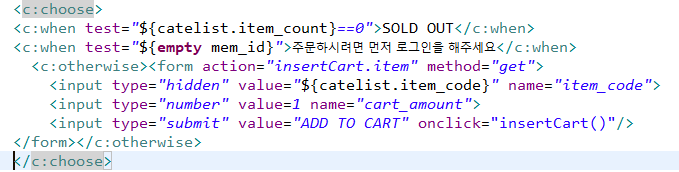 <c:choose>
<c:when test="${catelist.item_count}==0">SOLD OUT</c:when>
<c:when test="${empty mem_id}">주문하시려면 먼저 로그인을 해주세요</c:when>
<c:otherwise><form action="insertCart.item" method="get">
<input type="hidden" value="${catelist.item_code}" name="item_code">
<input type="number" value=1 name="cart_amount">
<input type="submit" value="ADD TO CART" onclick="insertCart()"/>
</form></c:otherwise>
</c:choose>